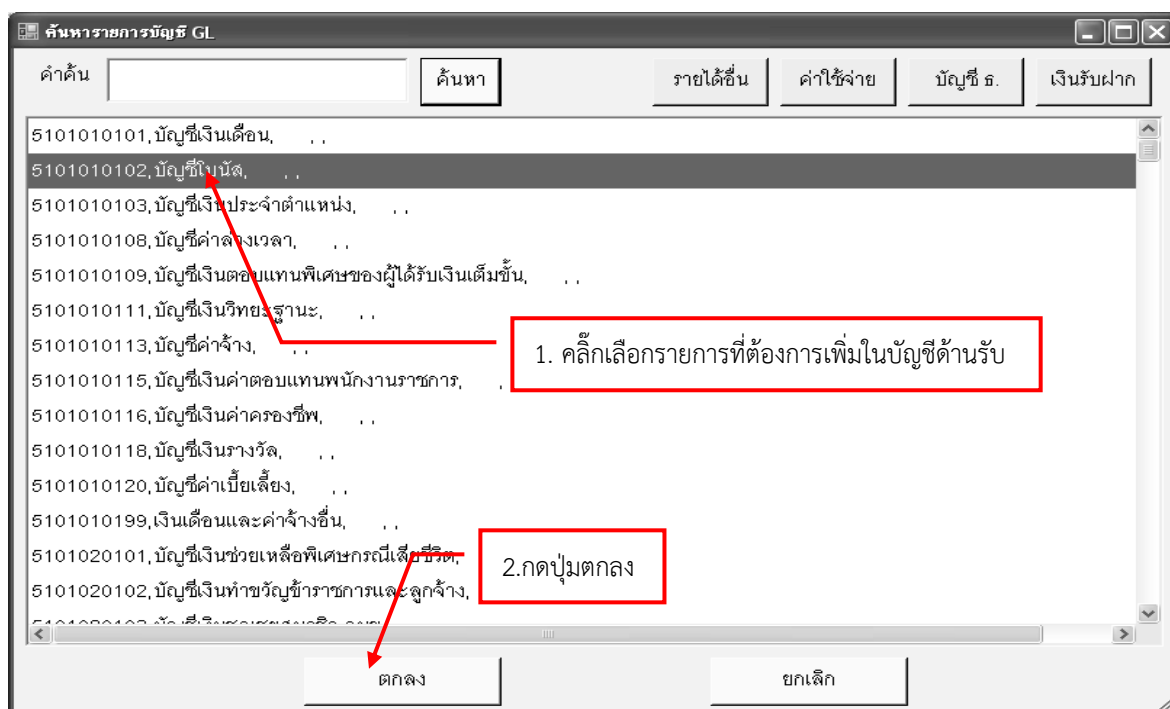 ค้นหารายการบัญชี GL
คำค้น ค้นหา รายได้อื่น ค่าใช้จ่าย บัญชี ธ. เงินรับฝาก
5101010101,บัญชีเงินเดือน, , ,
5101010102,บัญชีโบนัส, , ,
5101010103,บัญชีเงินประจำตำแหน่ง, , ,
5101010108,บัญชีค่าล่วงเวลา, , ,
5101010109,บัญชีเงินตอบแทนพิเศษของผู้ได้รับเงินเต็มขั้น, , ,
5101010111,บัญชีเงินวิทยะฐานะ, , ,
5101010113,บัญชีค่าจ้าง, , ,
1. คลิ๊กเลือกรายการที่ต้องการเพิ่มในบัญชีด้านรับ
5101010115,บัญชีเงินค่าตอบแทนพนักงานราชการ, ,
5101010116,บัญชีเงินค่าครองชีพ, , ,
5101010118,บัญชีเงินรางวัล, , ,
5101010120,บัญชีค่าเบี้ยเลี้ยง, , ,
5101010199,เงินเดือนและค่าจ้างอื่น, , ,
5101020101,บัญชีเงินช่วยเหลือพิเศษกรณีเสียชีวิต,
2.กดปุ่มตกลง
5101020102,บัญชีเงินทำขวัญข้าราชการและลูกจ้าง,
ตกลง ยกเลิก